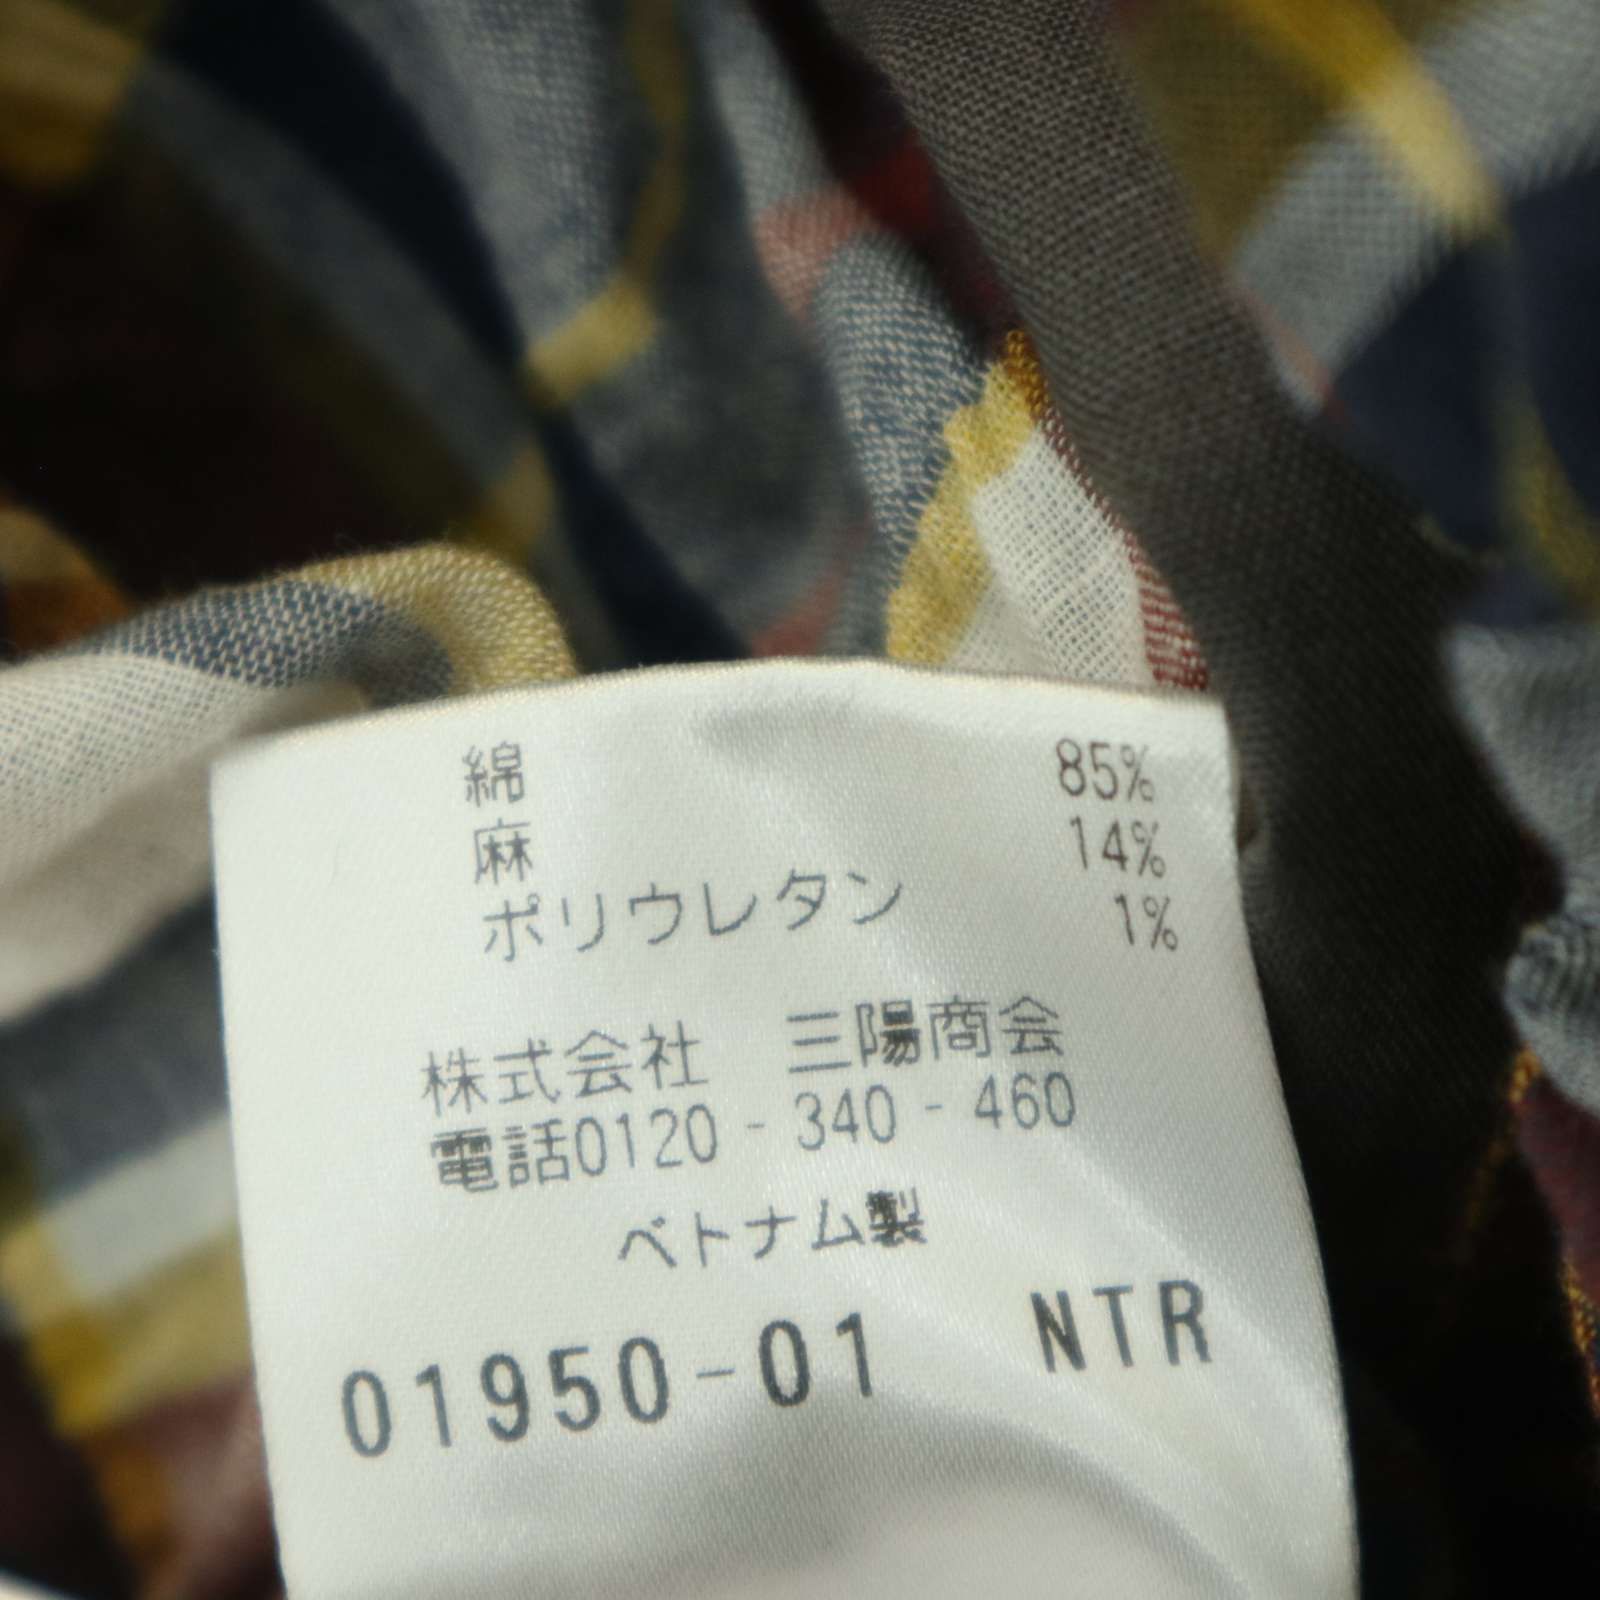 綿 85%
麻 14%
ポリウレタン 1%
株式会社 三陽商会
電話0120-340-460
ベトナム製
01950-01 NTR